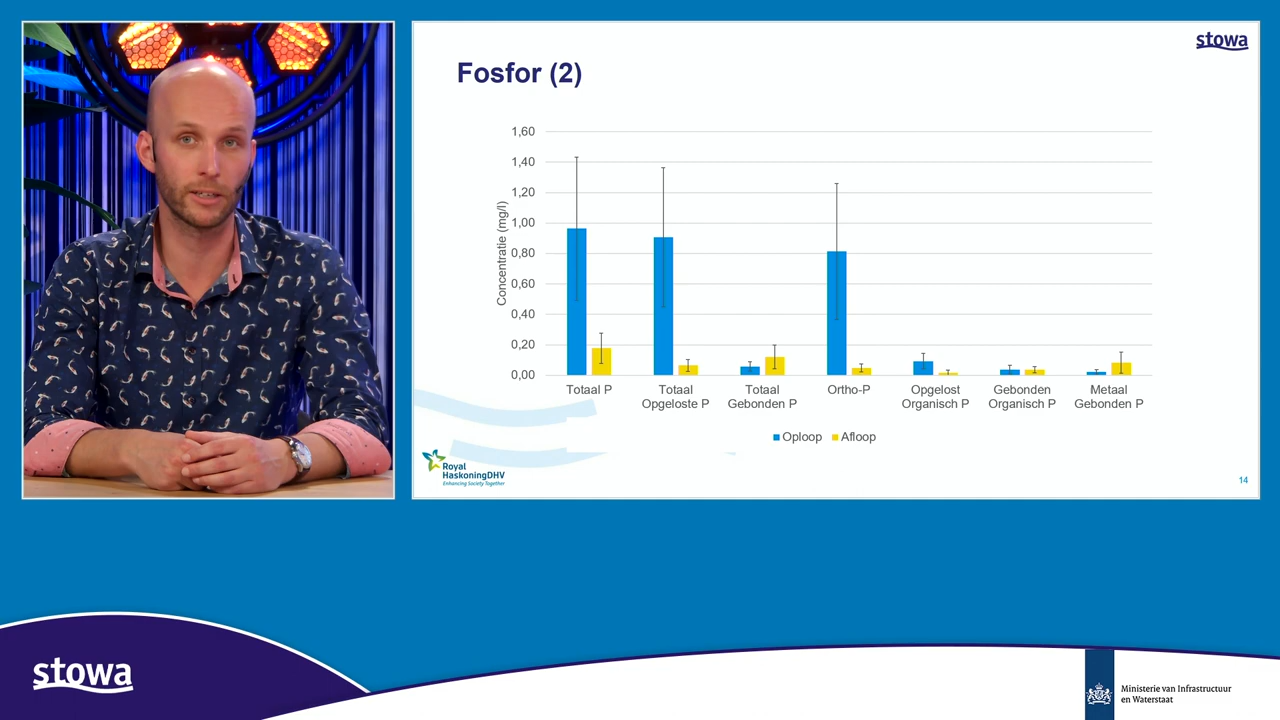 stowa
Fosfor (2)
1,60
1,40
1,20
1,00
0,80
0,60
0,40
0,20
0,00
Concentratie (mg/l)
Totaal P
Totaal
Opgeloste P
Totaal
Gebonden P
Ortho-P
Opgelost
Organisch P
Gebonden
Organisch P
Metaal
Gebonden P
Oploop
Afloop
Royal
HaskoningDHV
Enhancing Society Together
14
stowa
Ministerie van Infrastructuur
en Waterstaat